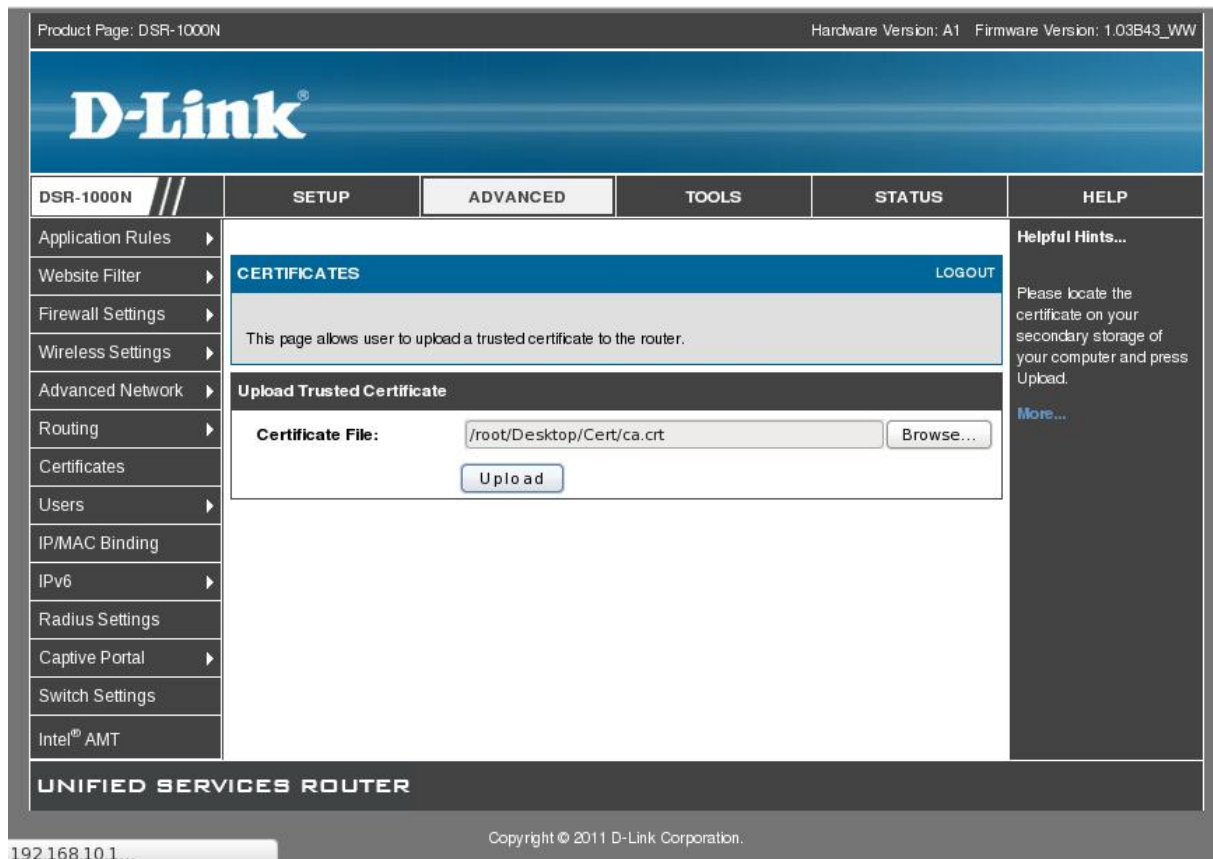 Product Page: DSR-1000N Hardware Version: A1 Firmware Version: 1.03B43_WW
D-Link®
DSR-1000N SETUP ADVANCED TOOLS STATUS HELP
Application Rules
Website Filter
Firewall Settings
Wireless Settings
Advanced Network
Routing
Certificates
Users
IP/MAC Binding
IPv6
Radius Settings
Captive Portal
Switch Settings
Intel® AMT
CERTIFICATES LOGOUT
This page allows user to upload a trusted certificate to the router.
Upload Trusted Certificate
Certificate File: /root/Desktop/Cert/ca.crt Browse...
Upload
Helpful Hints...
Please locate the
certificate on your
secondary storage of
your computer and press
Upload.
More...
UNIFIED SERVICES ROUTER
Copyright © 2011 D-Link Corporation.
192.168.10.1...